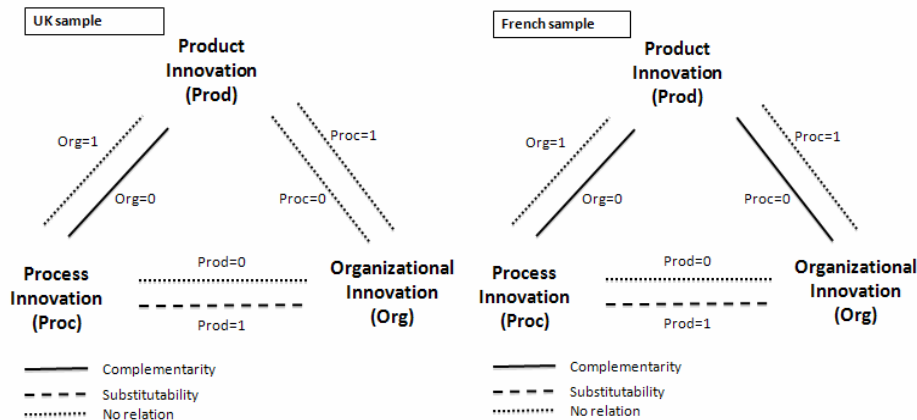 UK sample
Product
Innovation
(Prod)
Org=1
Proc=1
Org=0
Proc=0
Prod=0
Process
Innovation
(Proc)
Organizational
Innovation
(Org)
Prod=1
Complementarity
Substitutability
No relation
French sample
Product
Innovation
(Prod)
Org=1
Proc=1
Org=0
Proc=0
Prod=0
Process
Innovation
(Proc)
Organizational
Innovation
(Org)
Prod=1
Complementarity
Substitutability
No relation